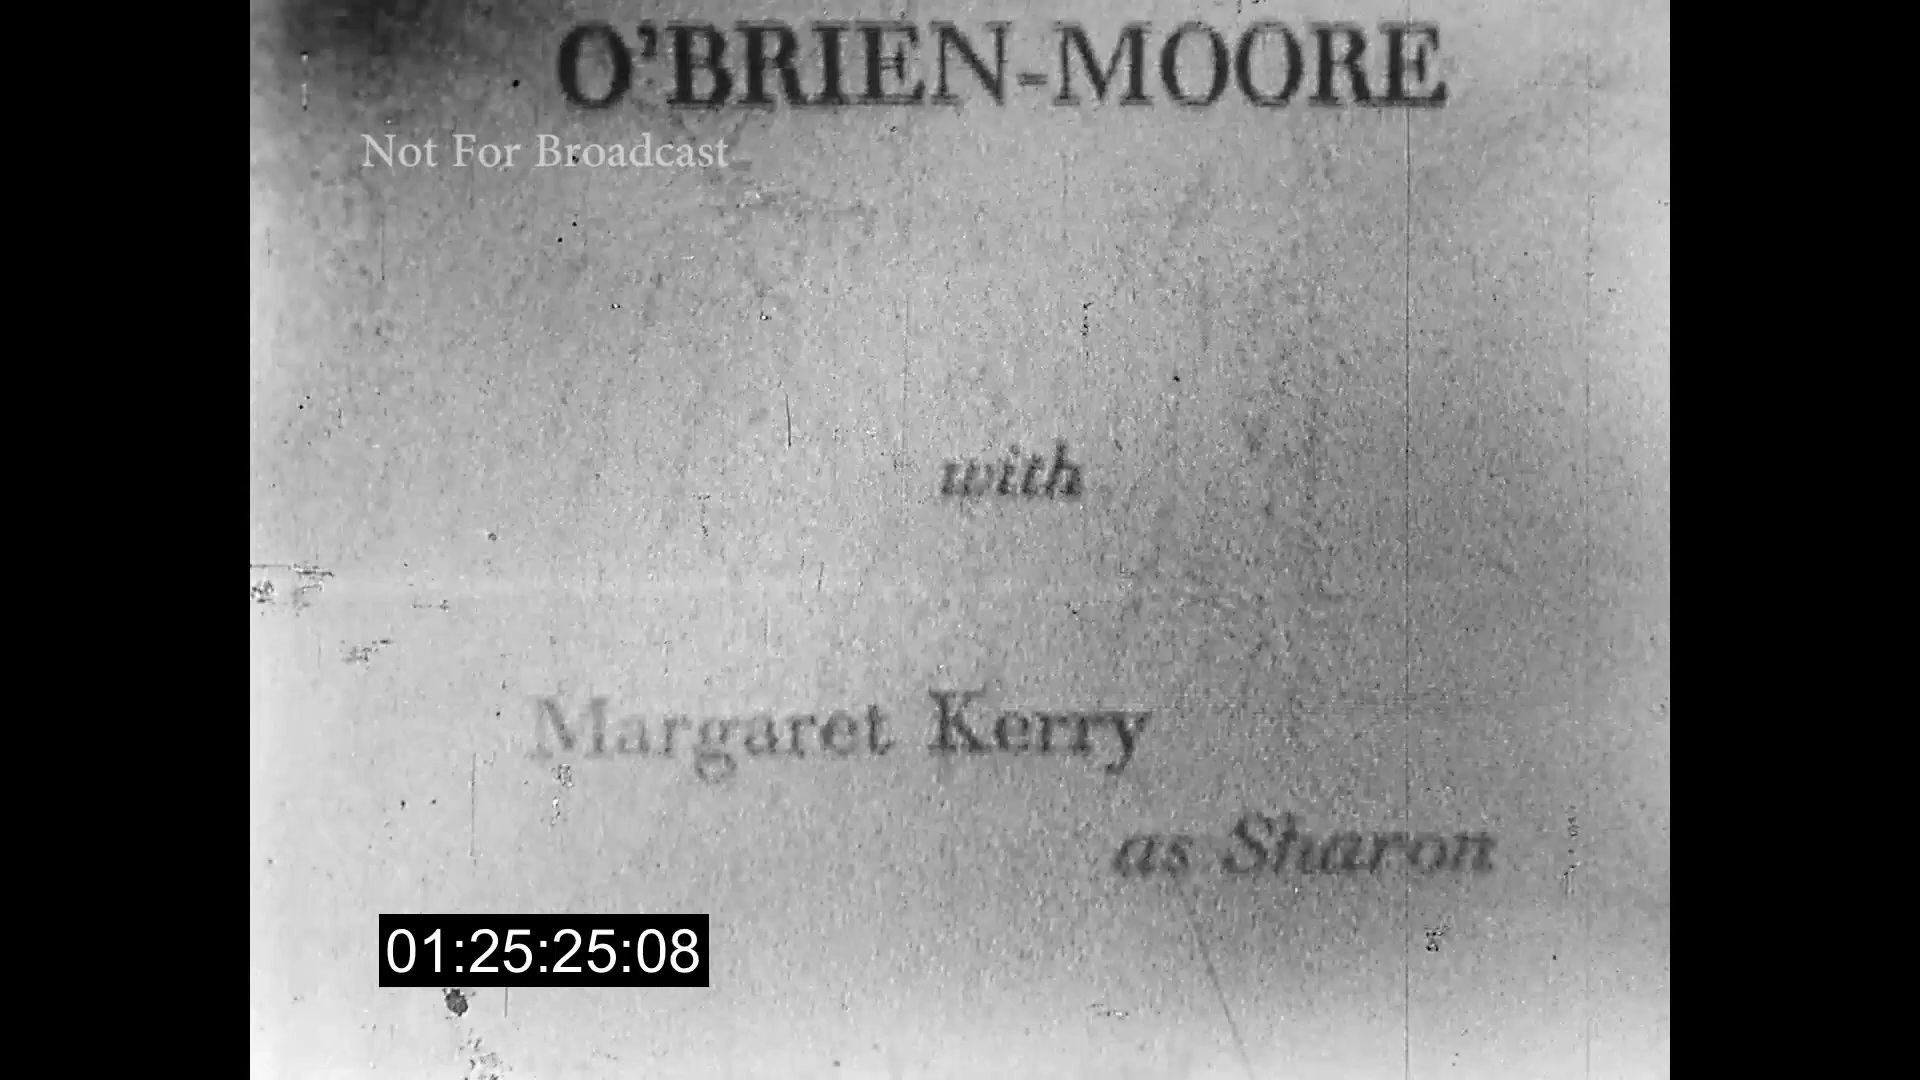 O'BRIEN-MOORE
Not For Broadcast
with
Margaret Kerry
as Sharon
01:25:25:08